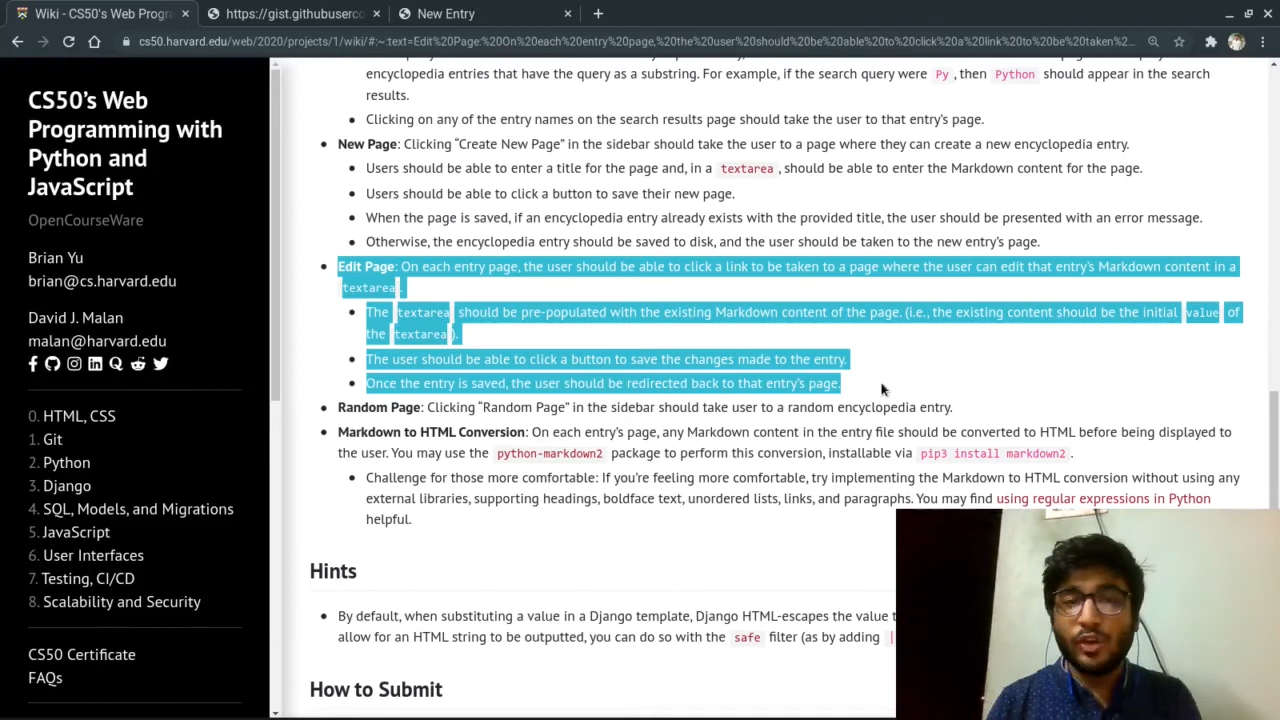 Wiki - CS50's Web Progra
https://gist.githubuserco
New Entry
cs50.harvard.edu/web/2020/projects/1/wiki/#:~:text=Edit%20Page:%20On%20each%20entry%20page,%20the%20user%20should%20be%20able%20to%20click%20a%20link%20to%20be%20taken%2...
CS50's Web
Programming with
Python and
JavaScript
OpenCourseWare
Brian Yu
brian@cs.harvard.edu
David J. Malan
malan@harvard.edu
0. HTML, CSS
1. Git
2. Python
3. Django
4. SQL, Models, and Migrations
5. JavaScript
6. User Interfaces
7. Testing, CI/CD
8. Scalability and Security
CS50 Certificate
FAQs
encyclopedia entries that have the query as a substring. For example, if the search query were Py, then Python should appear in the search
results.
Clicking on any of the entry names on the search results page should take the user to that entry's page.
New Page: Clicking “Create New Page” in the sidebar should take the user to a page where they can create a new encyclopedia entry.
Users should be able to enter a title for the page and, in a textarea, should be able to enter the Markdown content for the page.
Users should be able to click a button to save their new page.
When the page is saved, if an encyclopedia entry already exists with the provided title, the user should be presented with an error message.
Otherwise, the encyclopedia entry should be saved to disk, and the user should be taken to the new entry's page.
Edit Page: On each entry page, the user should be able to click a link to be taken to a page where the user can edit that entry's Markdown content in a
textarea.
The textarea should be pre-populated with the existing Markdown content of the page. (i.e., the existing content should be the initial value of
the textarea).
The user should be able to click a button to save the changes made to the entry.
Once the entry is saved, the user should be redirected back to that entry's page.
Random Page: Clicking “Random Page” in the sidebar should take user to a random encyclopedia entry.
Markdown to HTML Conversion: On each entry's page, any Markdown content in the entry file should be converted to HTML before being displayed to
the user. You may use the python-markdown2 package to perform this conversion, installable via pip3 install markdown2.
Challenge for those more comfortable: If you're feeling more comfortable, try implementing the Markdown to HTML conversion without using any
external libraries, supporting headings, boldface text, unordered lists, links, and paragraphs. You may find using regular expressions in Python
helpful.
Hints
By default, when substituting a value in a Django template, Django HTML-escapes the value t
allow for an HTML string to be outputted, you can do so with the safe filter (as by adding |
How to Submit